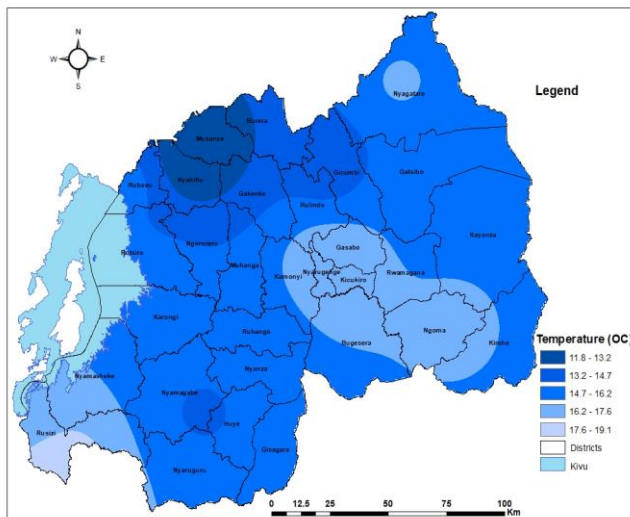 N
W E
S
Nyagatare
Legend
Burera
Musanze
Nyabihu
Gicumbi
Rubavu
Gakenke
Gatsibo
Rulindo
Rutsiro
Ngororero
Kayonza
Gasabo
Muhanga
Nyarugenge
Kamonyi
Kicukiro
Rwamagana
Karongi
Ruhango
Bugesera
Ngoma
Kirehe
Nyanza
Nyamasheke
Nyamagabe
Huye
Rusizi
Gisagara
Nyaruguru
Temperature (OC)
11.8 - 13.2
13.2 - 14.7
14.7 - 16.2
16.2 - 17.6
17.6 - 19.1
Districts
Kivu
0 12.5 25 50 75 100
Km